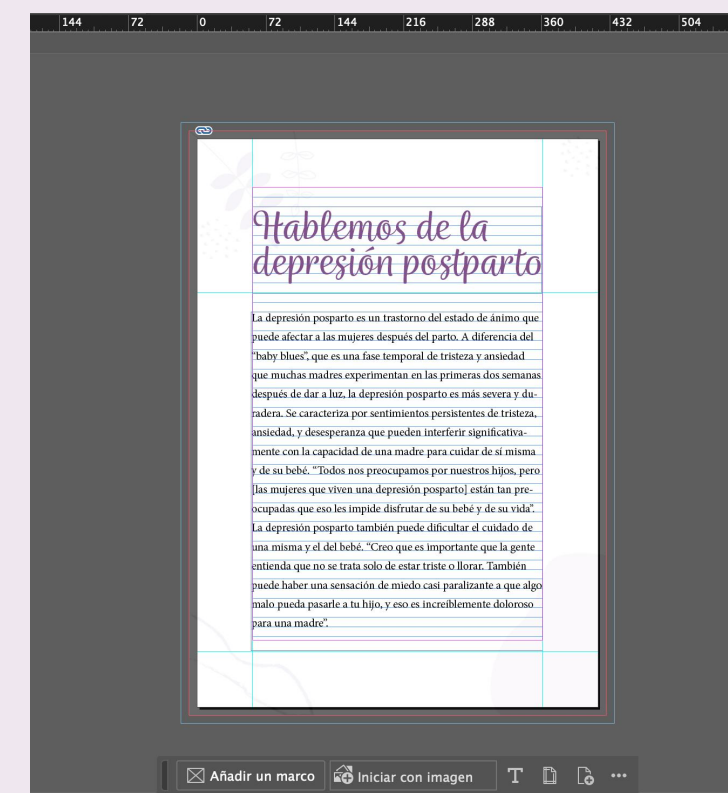 144 72 0 72 144 216 288 360 432 504
Hablemos de la
depresión postparto
La depresión posparto es un trastorno del estado de ánimo que
puede afectar a las mujeres después del parto. A diferencia del
“baby blues”, que es una fase temporal de tristeza y ansiedad
que muchas madres experimentan en las primeras dos semanas
después de dar a luz, la depresión posparto es más severa y du-
radera. Se caracteriza por sentimientos persistentes de tristeza,
ansiedad, y desesperanza que pueden interferir significativa-
mente con la capacidad de una madre para cuidar de sí misma
y de su bebé. “Todos nos preocupamos por nuestros hijos, pero
[las mujeres que viven una depresión posparto] están tan pre-
ocupadas que eso les impide disfrutar de su bebé y de su vida”.
La depresión posparto también puede dificultar el cuidado de
una misma y el del bebé. “Creo que es importante que la gente
entienda que no se trata solo de estar triste o llorar. También
puede haber una sensación de miedo casi paralizante a que algo
malo pueda pasarle a tu hijo, y eso es increíblemente doloroso
para una madre”.
Añadir un marco Iniciar con imagen